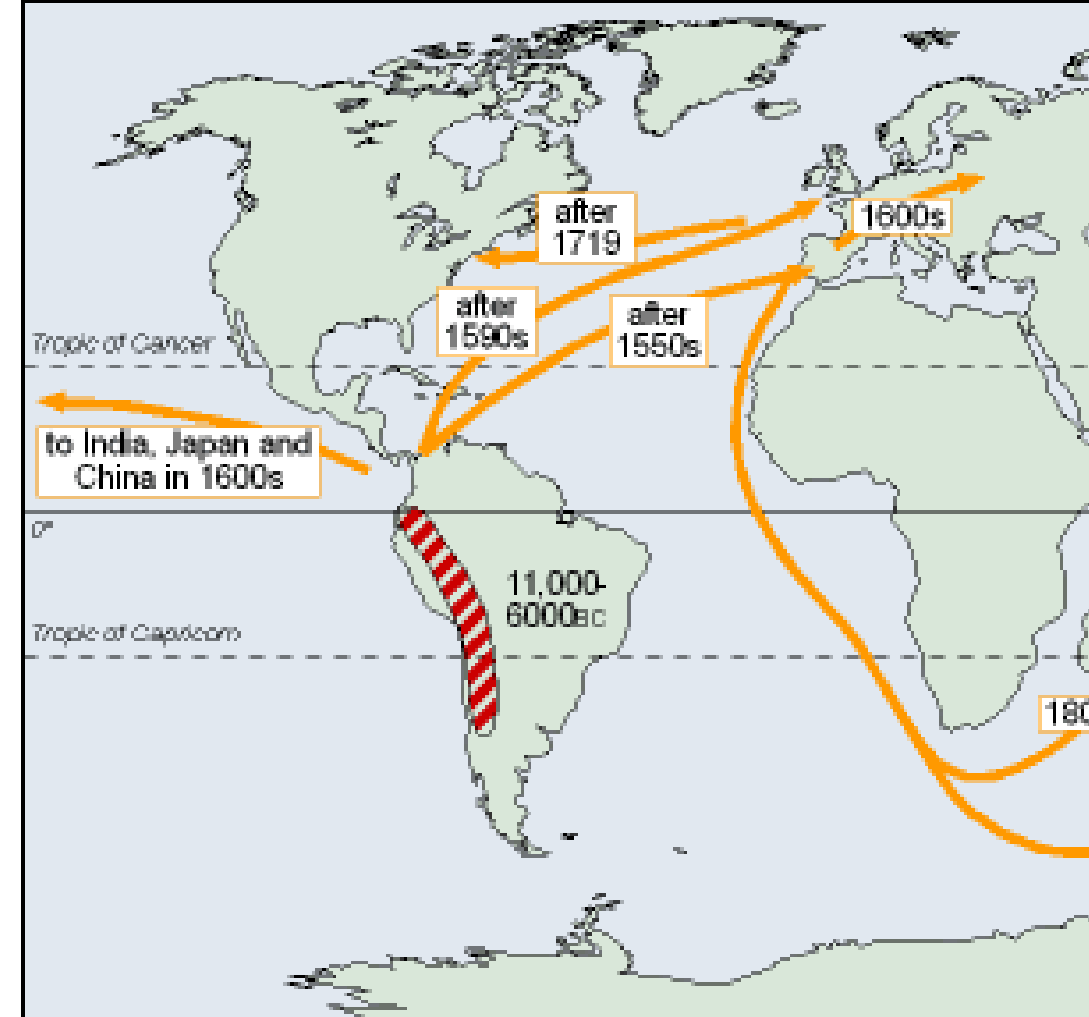 after
1719
1600s
after
1590s
after
1550s
Tropic of Cancer
to India, Japan and
China in 1600s
0°
11,000-
6000BC
Tropic of Capricorn
180